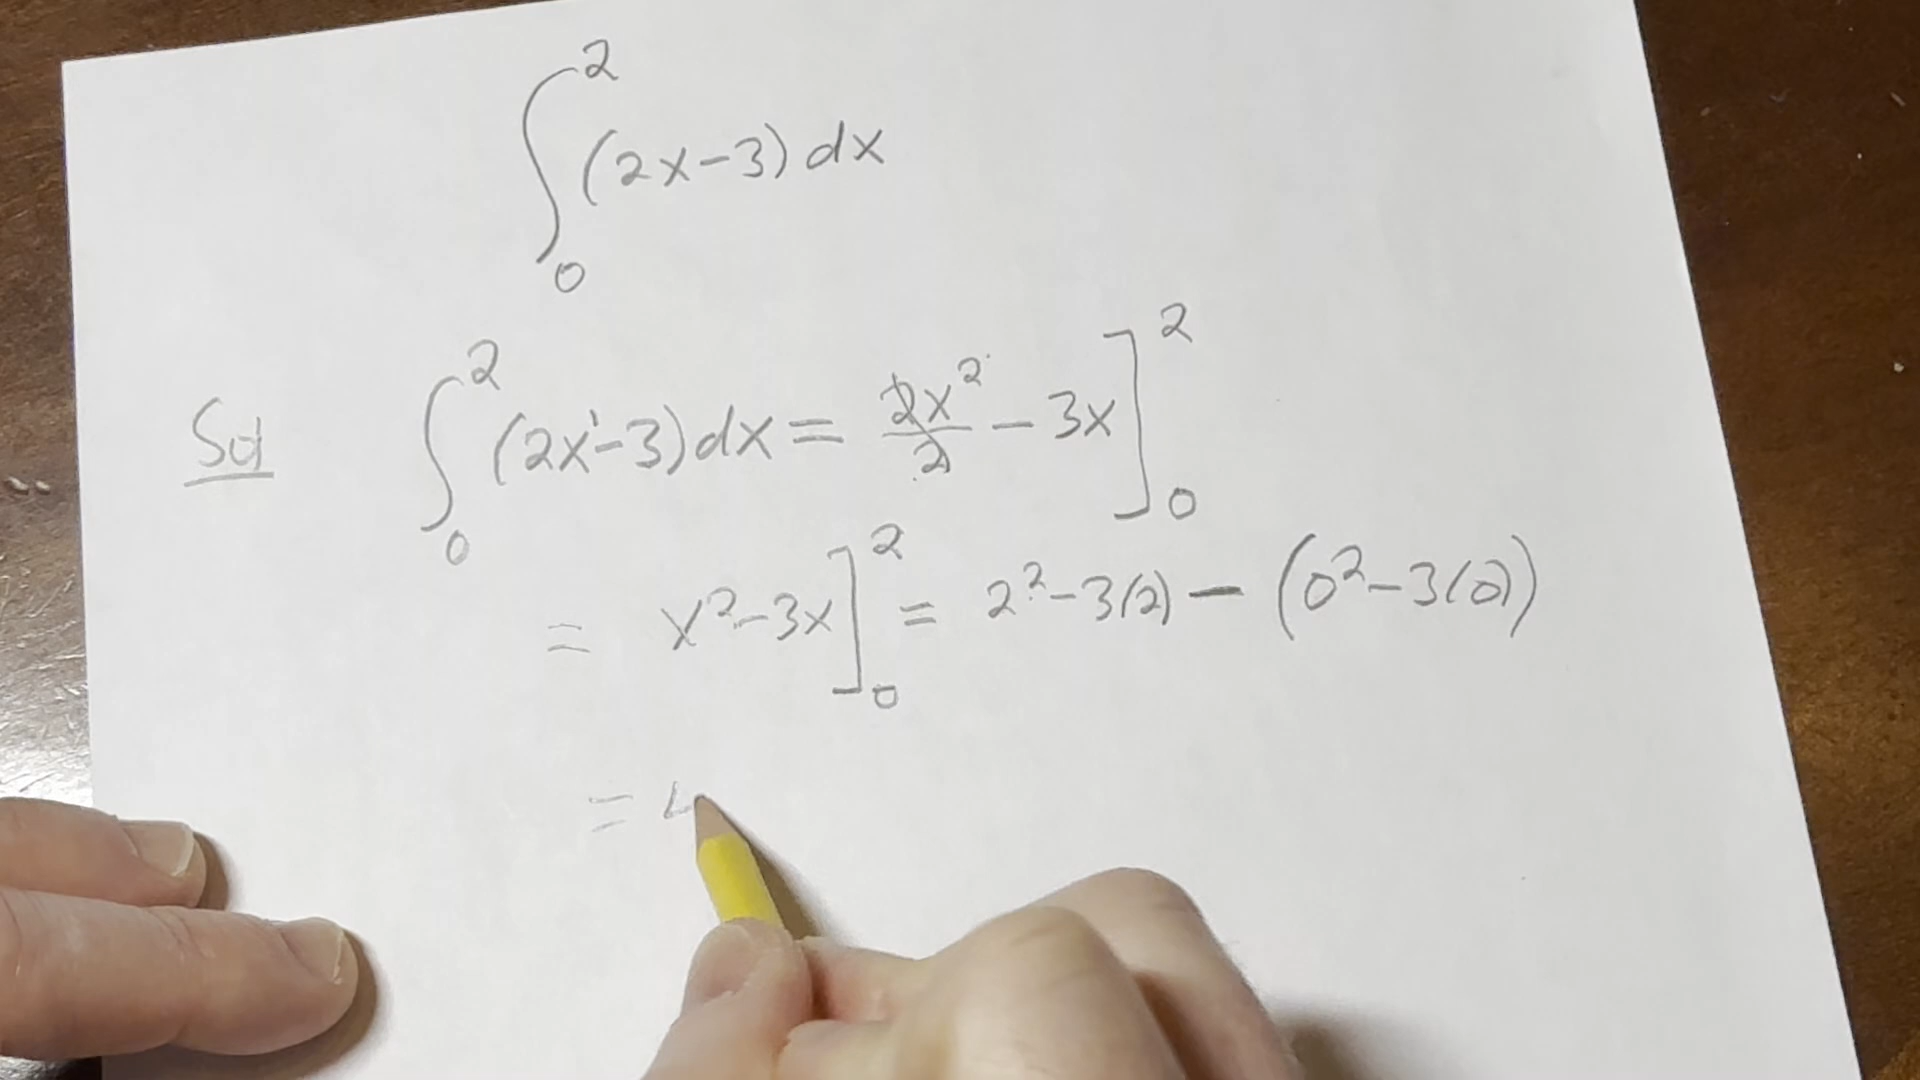 ∫₀² (2x-3) dx
Sol ∫₀² (2x¹-3) dx = 2x²/2 - 3x]₀²
= x²-3x]₀² = 2²-3(2) - (0²-3(0))
= 4